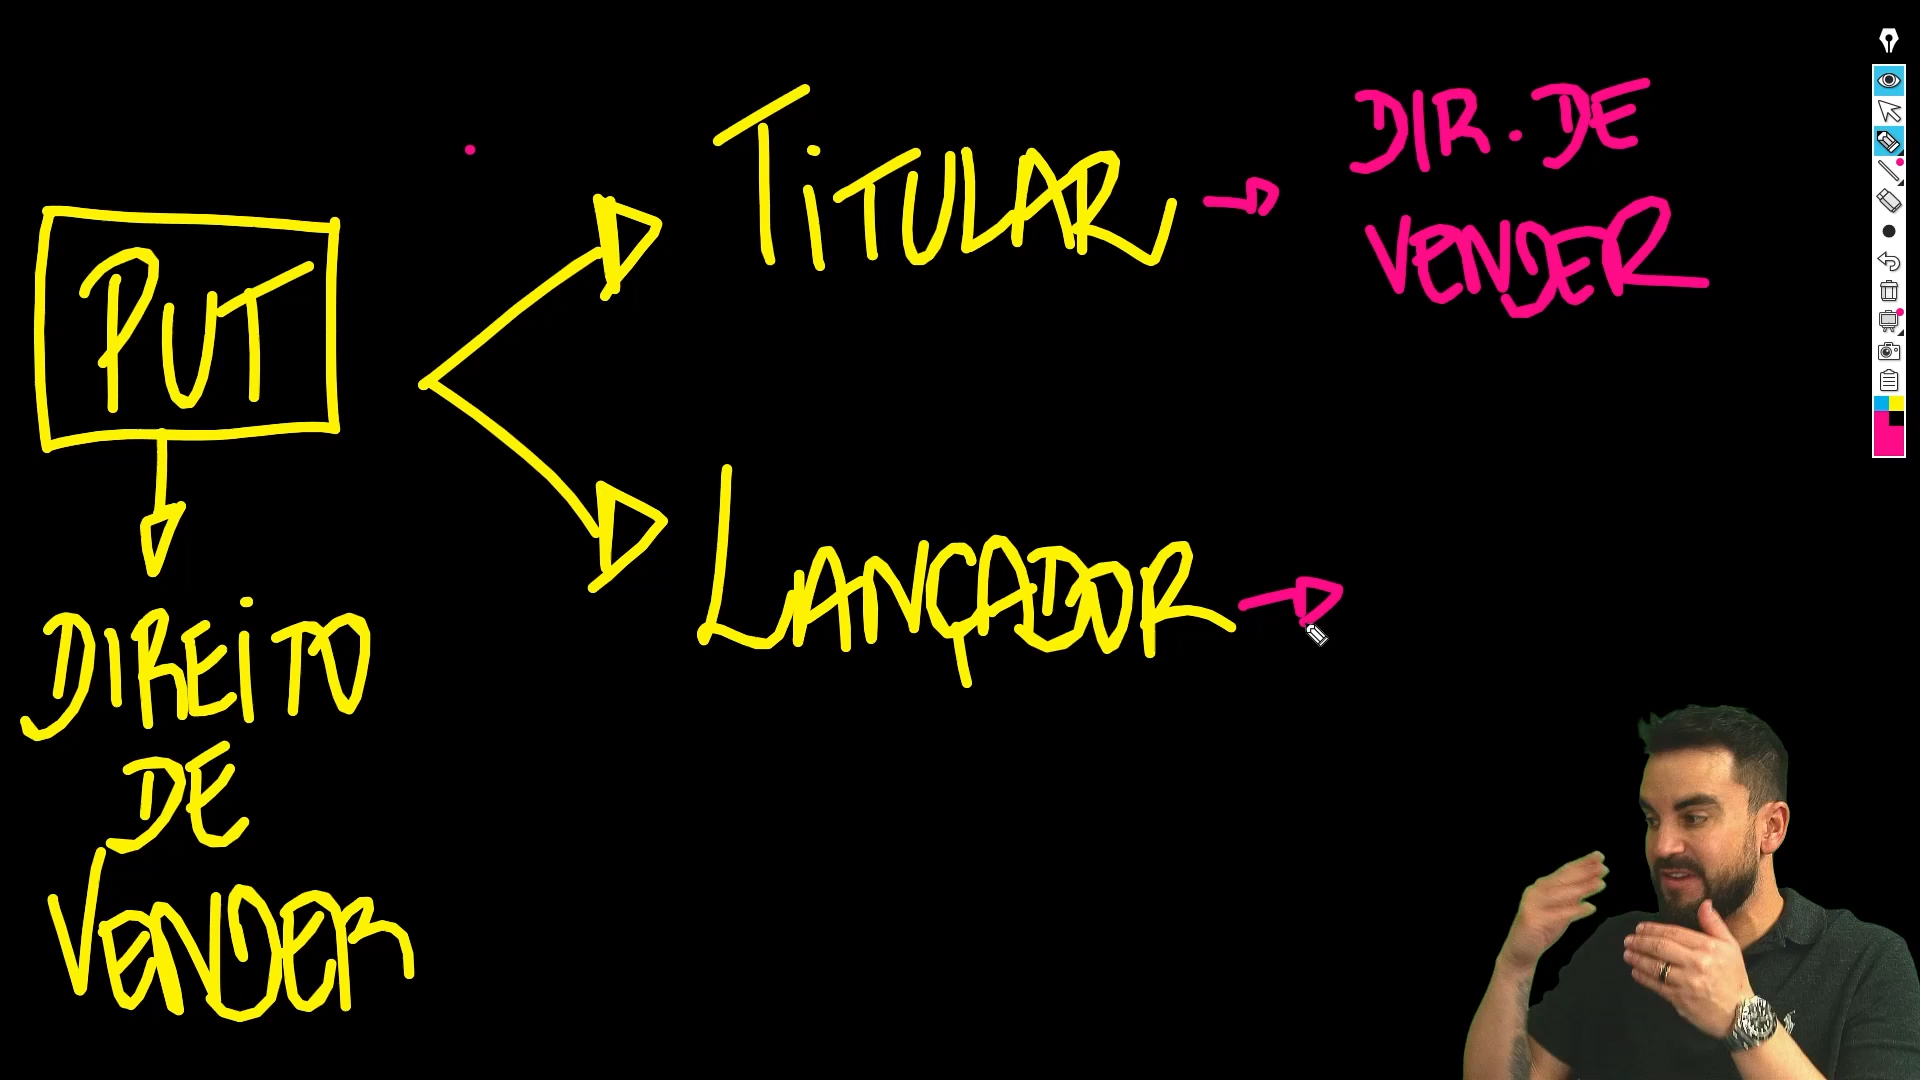 PUT
DIREITO
DE
VENDER
TITULAR
DIR. DE
VENDER
LANÇADOR